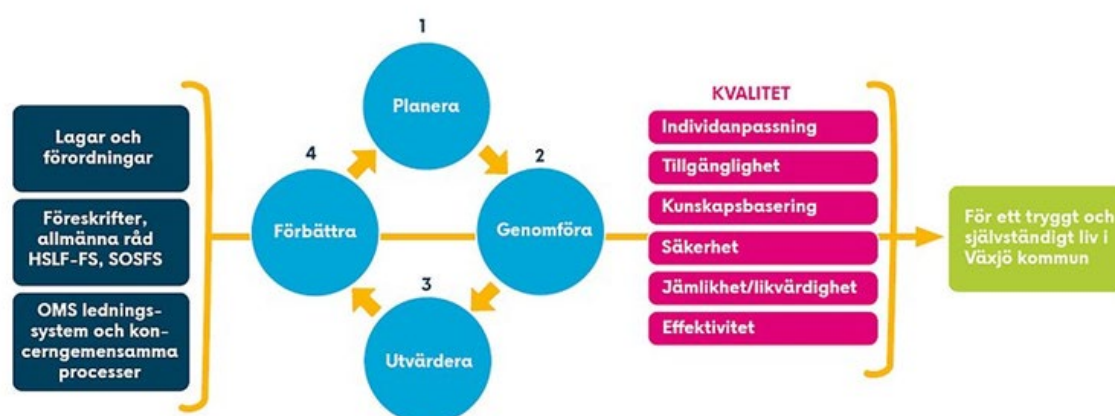 Lagar och
förordningar
Föreskrifter,
allmänna råd
HSLF-FS, SOSFS
OMS lednings-
system och kon-
cerngemensamma
processer
1
Planera
2
Genomföra
3
Utvärdera
4
Förbättra
KVALITET
Individanpassning
Tillgänglighet
Kunskapsbasering
Säkerhet
Jämlikhet/likvärdighet
Effektivitet
För ett tryggt och
självständigt liv i
Växjö kommun